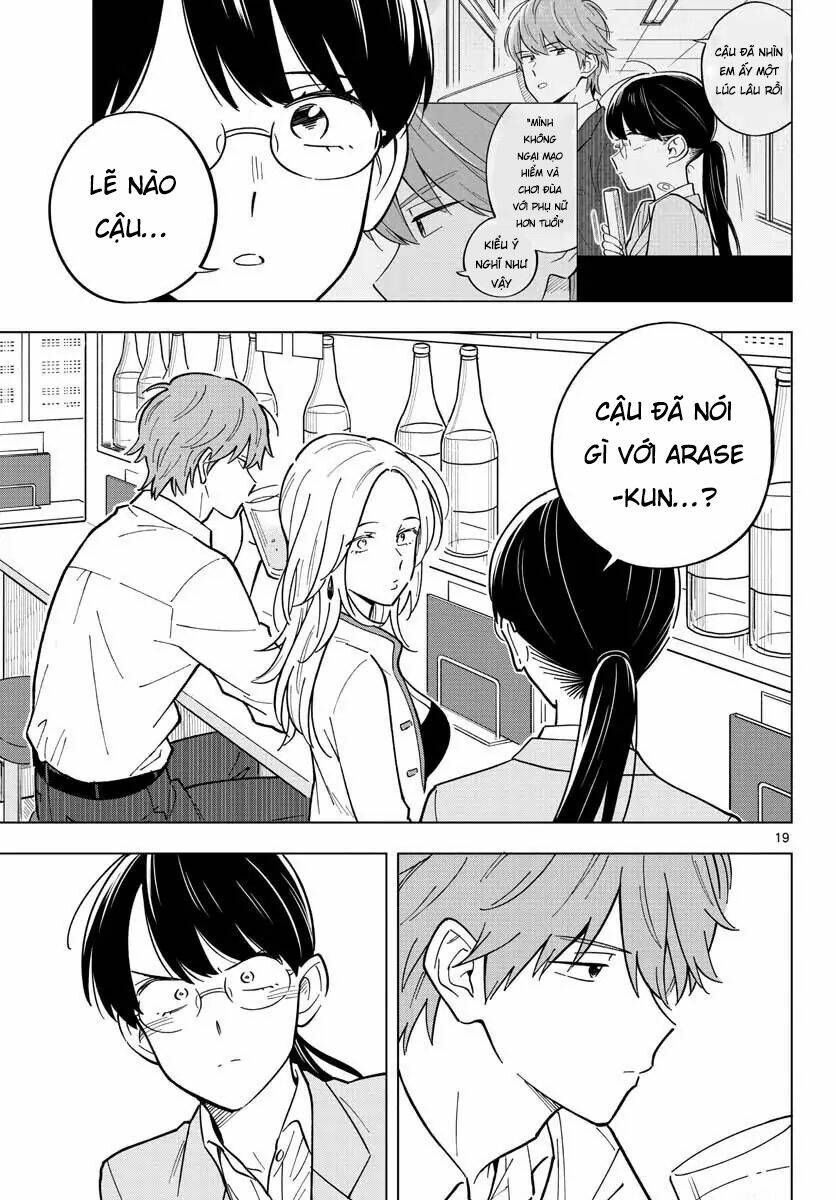 CẬU ĐÃ NHÌN
EM ẤY MỘT
LÚC LÂU RỒI
"MÌNH
KHÔNG
NGẠI MẠO
HIỂM VÀ
CHƠI ĐÙA
VỚI PHỤ NỮ
HƠN TUỔI"
KIỂU Ý
NGHĨ NHƯ
VẬY
LẼ NÀO
CẬU...
CẬU ĐÃ NÓI
GÌ VỚI ARASE
-KUN...?
19